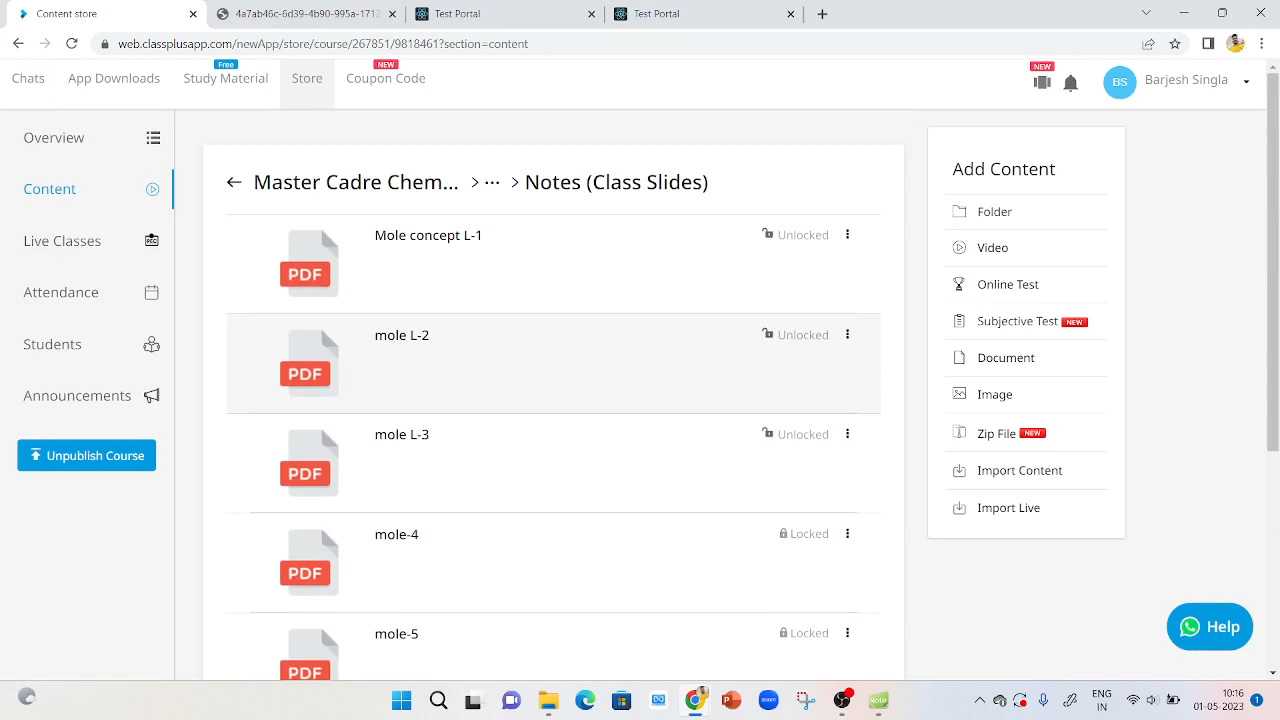 Content store
4a7ab46c-6d39-4b90-995a-1712
Test Portal
Test Portal
web.classplusapp.com/newApp/store/course/267851/9818461?section=content
Free
NEW
Chats
App Downloads
Study Material
Store
Coupon Code
NEW
BS
Barjesh Singla
Overview
Content
Live Classes
Attendance
Students
Announcements
Unpublish Course
Master Cadre Chem... > ··· > Notes (Class Slides)
PDF
Mole concept L-1
Unlocked
PDF
mole L-2
Unlocked
PDF
mole L-3
Unlocked
PDF
mole-4
Locked
PDF
mole-5
Locked
Add Content
Folder
Video
Online Test
Subjective Test NEW
Document
Image
Zip File NEW
Import Content
Import Live
Help
zoom
Note
ENG
IN
10:16
01-05-2023
1